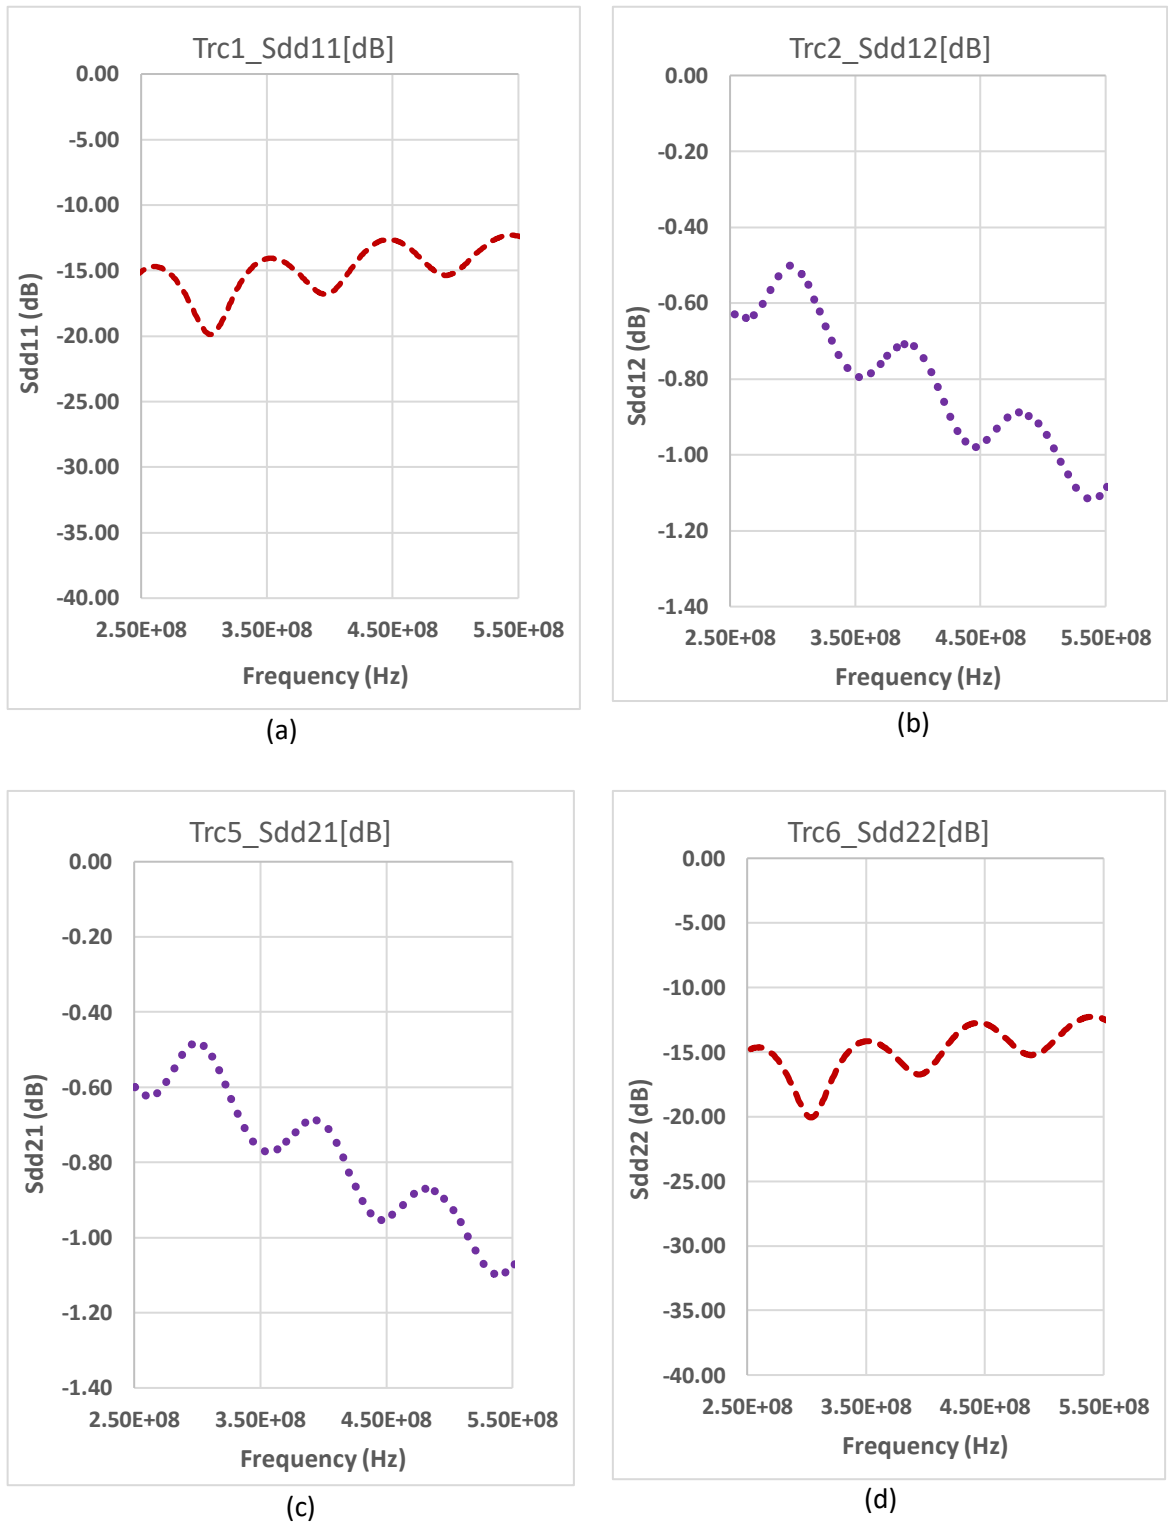 Trc1_Sdd11[dB]
0.00
-5.00
-10.00
-15.00
-20.00
-25.00
-30.00
-35.00
-40.00
Sdd11 (dB)
2.50E+08 3.50E+08 4.50E+08 5.50E+08
Frequency (Hz)
(a)
Trc2_Sdd12[dB]
0.00
-0.20
-0.40
-0.60
-0.80
-1.00
-1.20
-1.40
Sdd12 (dB)
2.50E+08 3.50E+08 4.50E+08 5.50E+08
Frequency (Hz)
(b)
Trc5_Sdd21[dB]
0.00
-0.20
-0.40
-0.60
-0.80
-1.00
-1.20
-1.40
Sdd21 (dB)
2.50E+08 3.50E+08 4.50E+08 5.50E+08
Frequency (Hz)
(c)
Trc6_Sdd22[dB]
0.00
-5.00
-10.00
-15.00
-20.00
-25.00
-30.00
-35.00
-40.00
Sdd22 (dB)
2.50E+08 3.50E+08 4.50E+08 5.50E+08
Frequency (Hz)
(d)